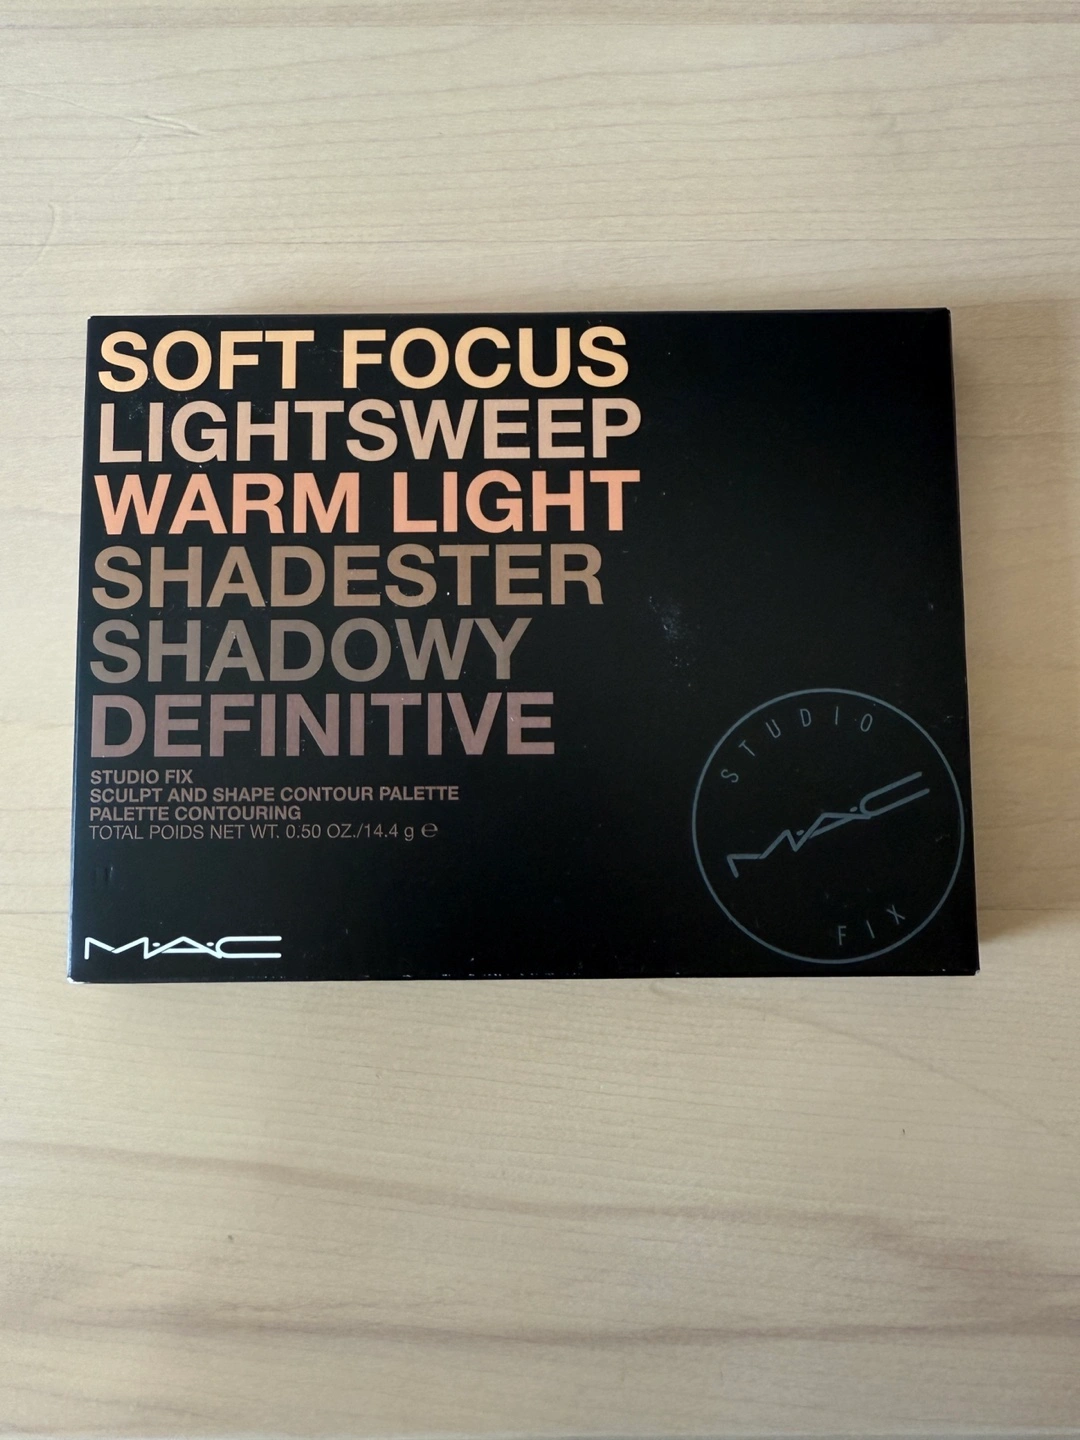 SOFT FOCUS
LIGHTSWEEP
WARM LIGHT
SHADESTER
SHADOWY
DEFINITIVE
STUDIO FIX
SCULPT AND SHAPE CONTOUR PALETTE
PALETTE CONTOURING
TOTAL POIDS NET WT. 0.50 OZ./14.4 g ℮
M·A·C
STUDIO
M·A·C
FIX